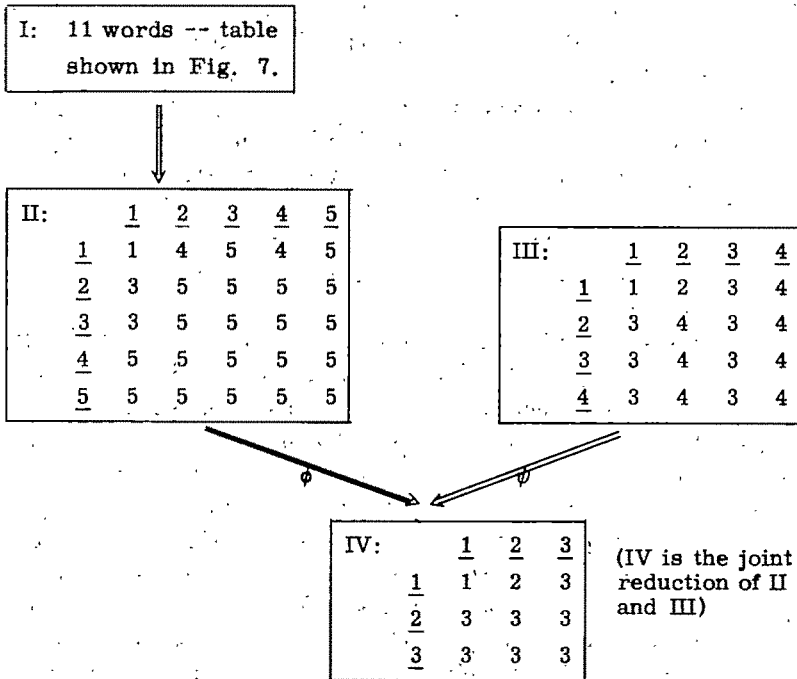 I: 11 words -- table
shown in Fig. 7.
II: 1 2 3 4 5
1 1 4 5 4 5
2 3 5 5 5 5
3 3 5 5 5 5
4 5 5 5 5 5
5 5 5 5 5 5
III: 1 2 3 4
1 1 2 3 4
2 3 4 3 4
3 3 4 3 4
4 3 4 3 4
ϕ ψ
IV: 1 2 3
1 1 2 3
2 3 3 3
3 3 3 3
(IV is the joint
reduction of II
and III)